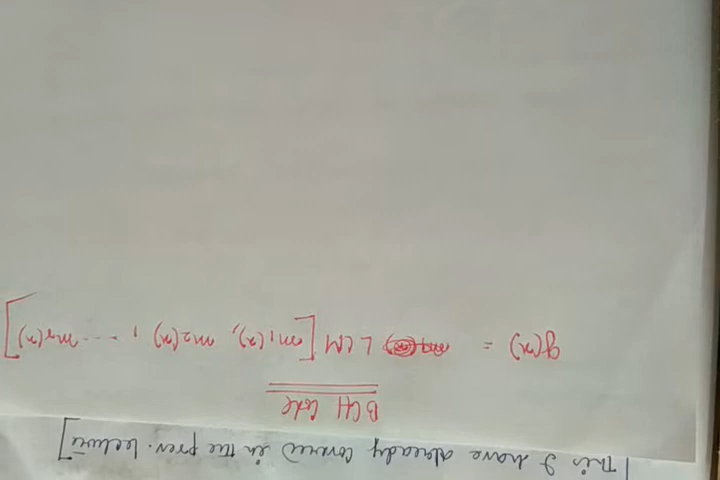 [This I have already covered in the prev. lecture]
BCH Code
g(x) = LCM [m₁(x), m₂(x), ... mᵣ(x)]